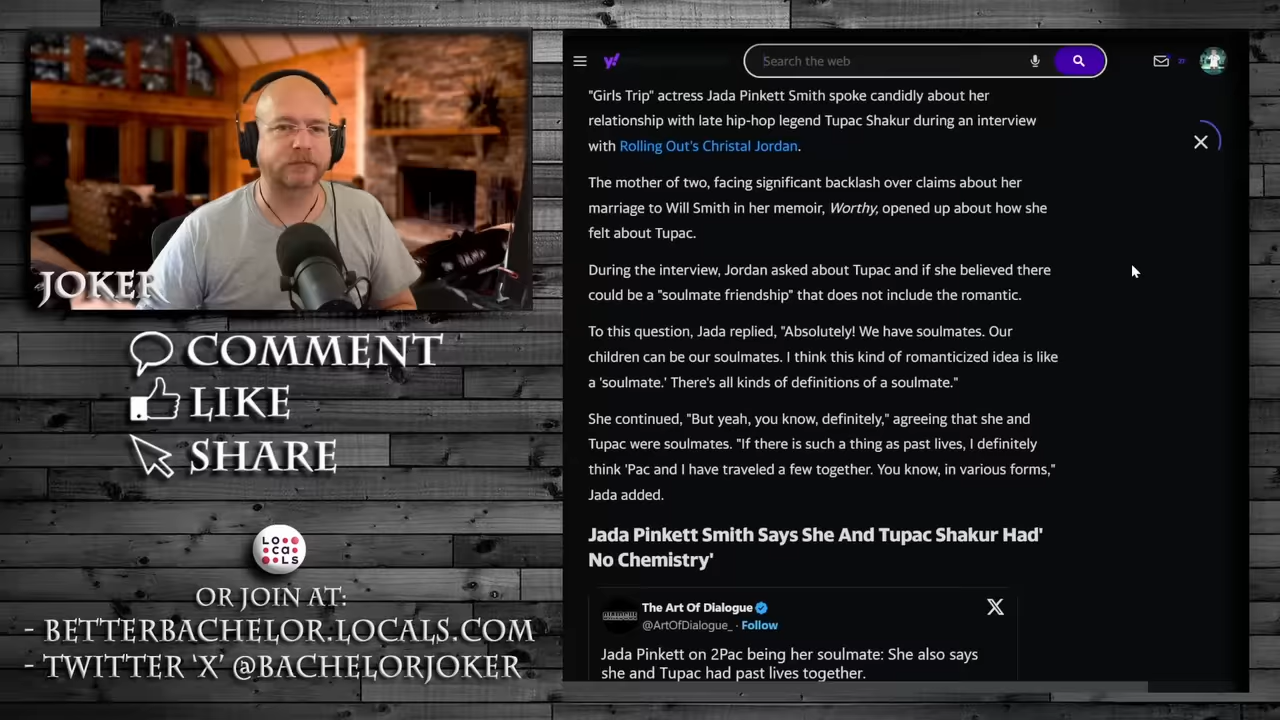 JOKER
COMMENT
LIKE
SHARE
LOCALS
OR JOIN AT:
- BETTERBACHELOR.LOCALS.COM
- TWITTER 'X' @BACHELORJOKER
y!
Search the web
"Girls Trip" actress Jada Pinkett Smith spoke candidly about her
relationship with late hip-hop legend Tupac Shakur during an interview
with Rolling Out's Christal Jordan.
The mother of two, facing significant backlash over claims about her
marriage to Will Smith in her memoir, Worthy, opened up about how she
felt about Tupac.
During the interview, Jordan asked about Tupac and if she believed there
could be a "soulmate friendship" that does not include the romantic.
To this question, Jada replied, "Absolutely! We have soulmates. Our
children can be our soulmates. I think this kind of romanticized idea is like
a 'soulmate.' There's all kinds of definitions of a soulmate."
She continued, "But yeah, you know, definitely," agreeing that she and
Tupac were soulmates. "If there is such a thing as past lives, I definitely
think 'Pac and I have traveled a few together. You know, in various forms,"
Jada added.
Jada Pinkett Smith Says She And Tupac Shakur Had'
No Chemistry'
DIALOGUE
The Art Of Dialogue
@ArtOfDialogue_ · Follow
X
Jada Pinkett on 2Pac being her soulmate: She also says
she and Tupac had past lives together.